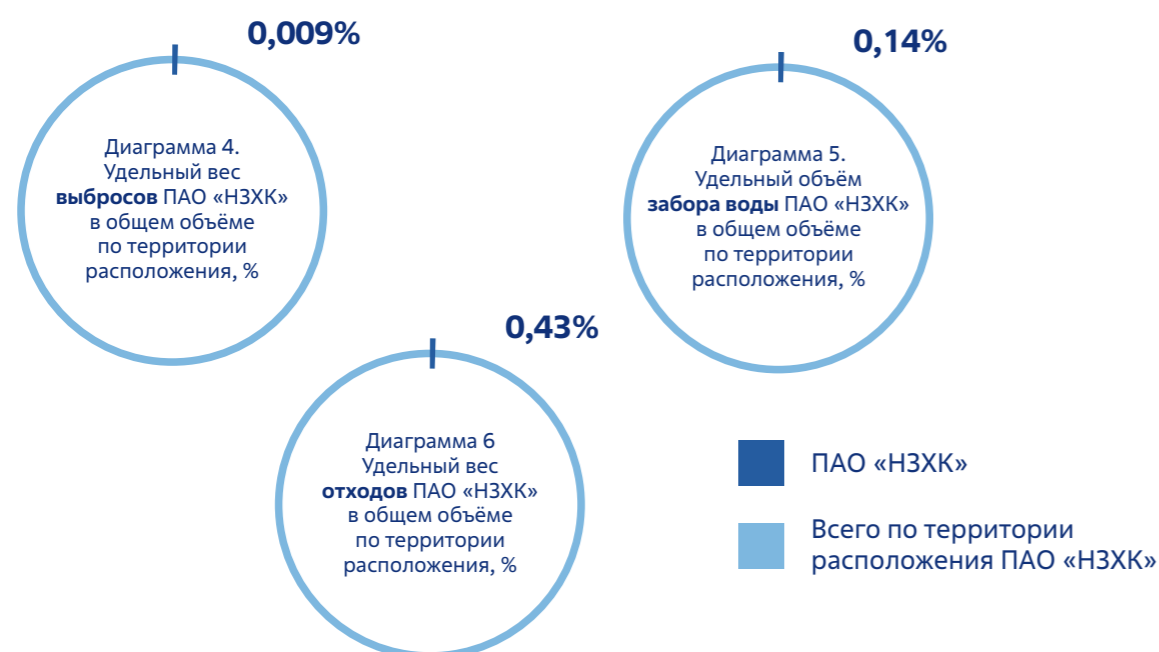 0,009%
Диаграмма 4.
Удельный вес
выбросов ПАО «НЗХК»
в общем объёме
по территории
расположения, %
0,14%
Диаграмма 5.
Удельный объём
забора воды ПАО «НЗХК»
в общем объёме
по территории
расположения, %
0,43%
Диаграмма 6
Удельный вес
отходов ПАО «НЗХК»
в общем объёме
по территории
расположения, %
ПАО «НЗХК»
Всего по территории
расположения ПАО «НЗХК»